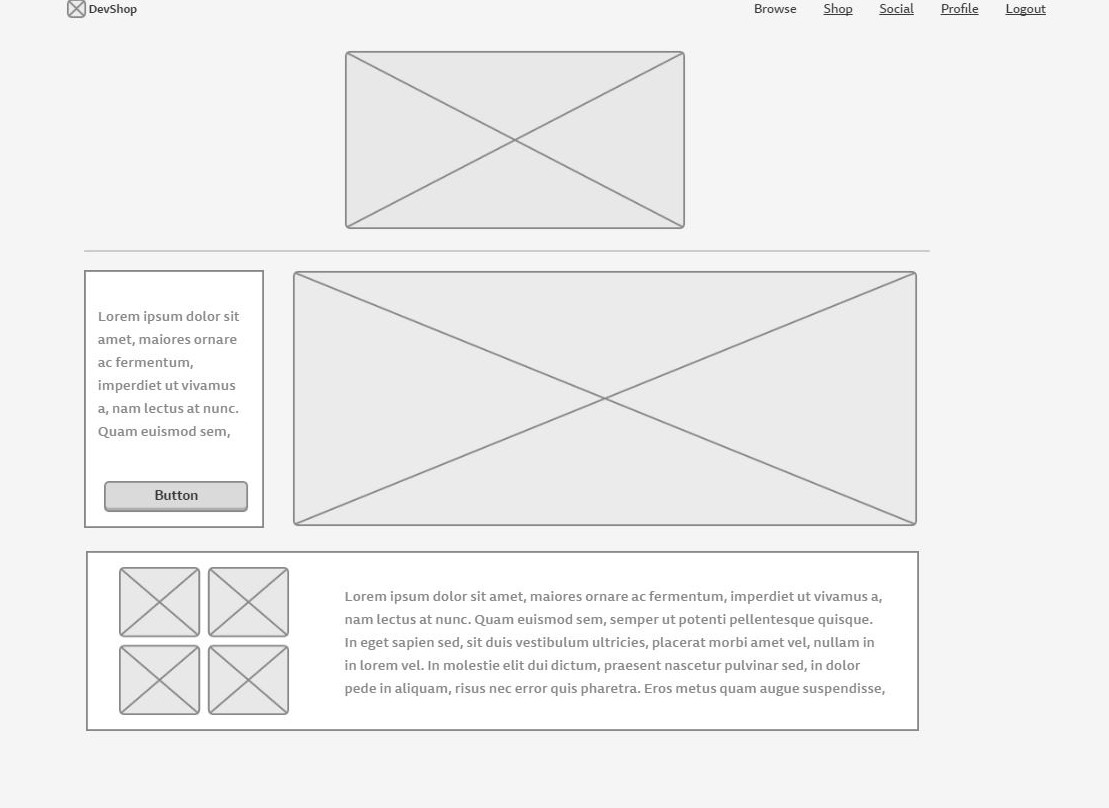 DevShop
Browse Shop Social Profile Logout
Lorem ipsum dolor sit
amet, maiores ornare
ac fermentum,
imperdiet ut vivamus
a, nam lectus at nunc.
Quam euismod sem,
Button
Lorem ipsum dolor sit amet, maiores ornare ac fermentum, imperdiet ut vivamus a,
nam lectus at nunc. Quam euismod sem, semper ut potenti pellentesque quisque.
In eget sapien sed, sit duis vestibulum ultricies, placerat morbi amet vel, nullam in
in lorem vel. In molestie elit dui dictum, praesent nascetur pulvinar sed, in dolor
pede in aliquam, risus nec error quis pharetra. Eros metus quam augue suspendisse,